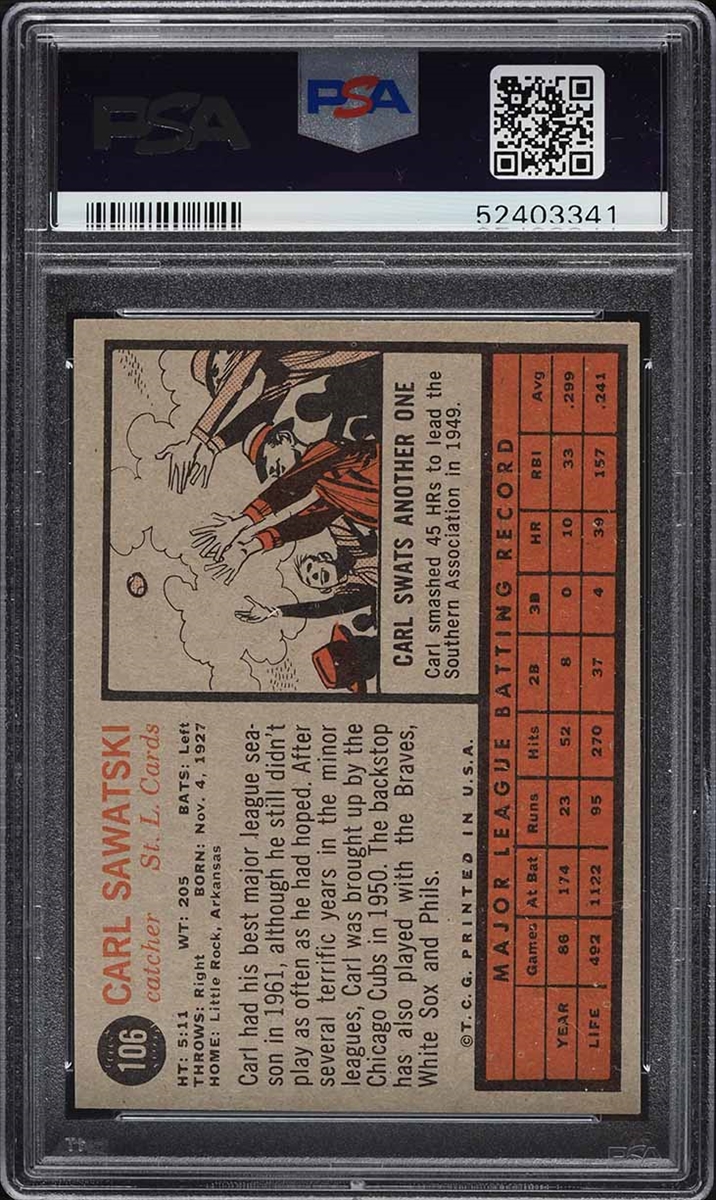 PSA
PSA
52403341
106
CARL SAWATSKI
catcher St. L. Cards
HT: 5:11 WT: 205 BATS: Left
THROWS: Right BORN: Nov. 4, 1927
HOME: Little Rock, Arkansas
Carl had his best major league sea-
son in 1961, although he still didn't
play as often as he had hoped. After
several terrific years in the minor
leagues, Carl was brought up by the
Chicago Cubs in 1950. The backstop
has also played with the Braves,
White Sox and Phils.
©T. C. G. PRINTED IN U.S.A.
CARL SWATS ANOTHER ONE
Carl smashed 45 HRs to lead the
Southern Association in 1949.
MAJOR LEAGUE BATTING RECORD
Games At Bat Runs Hits 2B 3B HR RBI Avg
YEAR 86 174 23 52 8 0 10 33 .299
LIFE 492 1122 95 270 37 4 39 157 .241
PSA